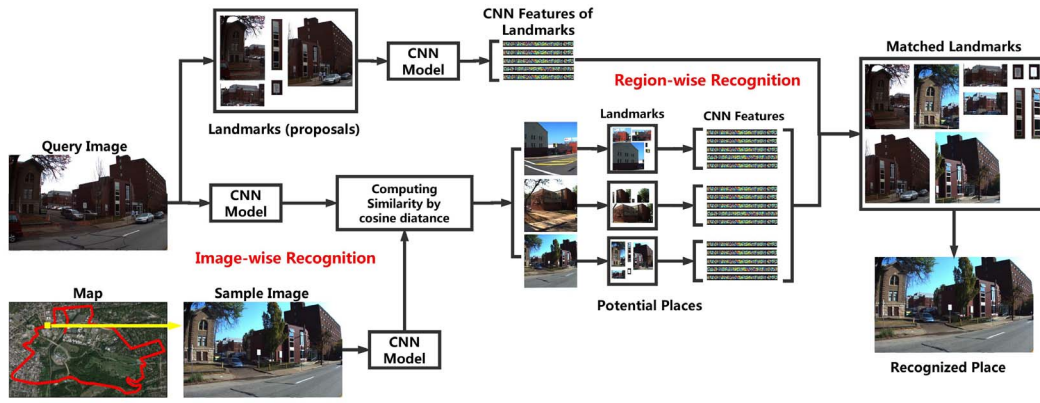 CNN Features of
Landmarks
CNN
Model
Landmarks (proposals)
Region-wise Recognition
Matched Landmarks
Query Image
CNN
Model
Computing
Similarity by
cosine diatance
Landmarks
CNN Features
Image-wise Recognition
Map
Sample Image
CNN
Model
Potential Places
Recognized Place